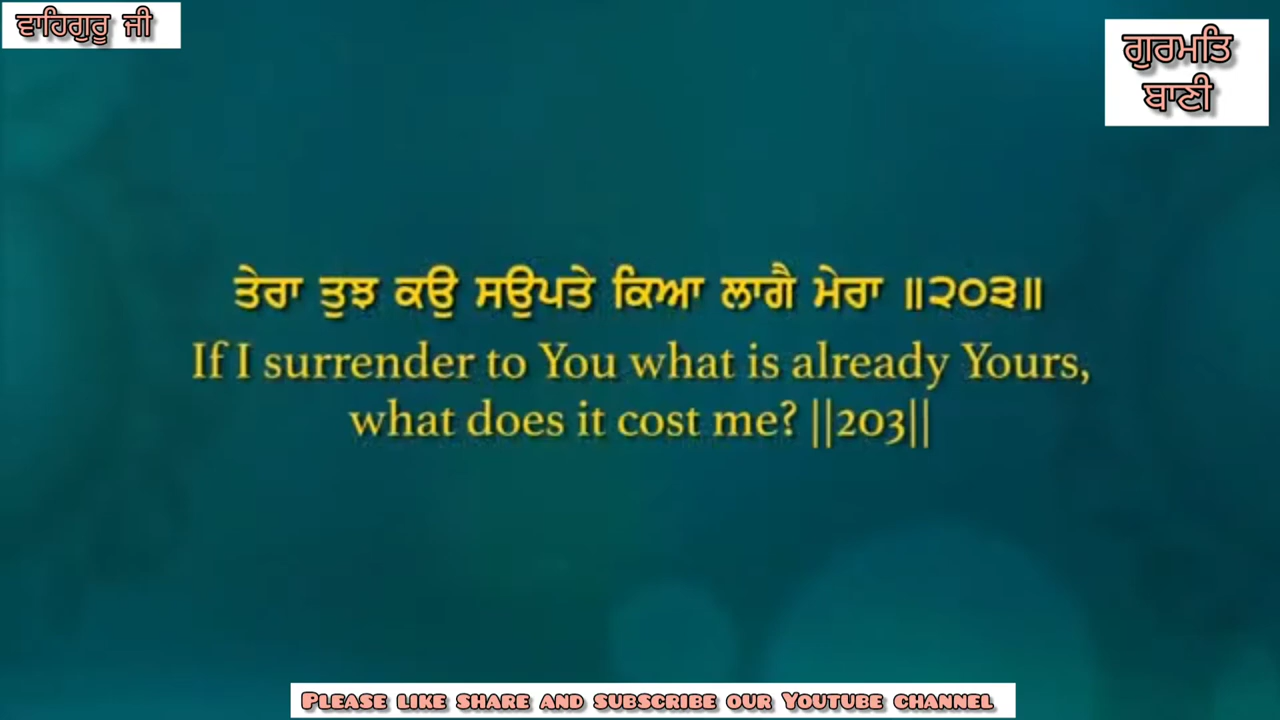 ਵਾਹਿਗੁਰੂ ਜੀ
ਗੁਰਮਤਿ
ਬਾਣੀ
ਤੇਰਾ ਤੁਝ ਕਉ ਸਉਪਤੇ ਕਿਆ ਲਾਗੈ ਮੇਰਾ ॥੨੦੩॥
If I surrender to You what is already Yours,
what does it cost me? ||203||
Please like share and subscribe our Youtube channel